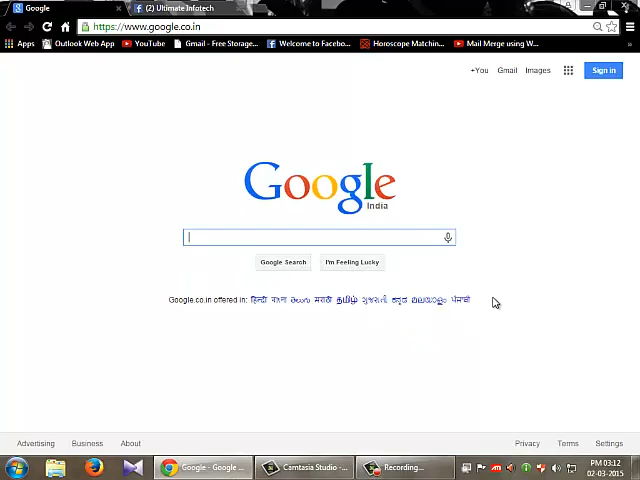 Google
(2) Ultimate Infotech
https://www.google.co.in
Apps
Outlook Web App
YouTube
Gmail - Free Storage...
Welcome to Facebo...
Horoscope Matchin...
Mail Merge using W...
»
+You Gmail Images
Sign in
Google
India
Google Search
I'm Feeling Lucky
Google.co.in offered in: हिन्दी বাংলা తెలుగు मराठी தமிழ் ગુજરાતી ಕನ್ನಡ മലയാളം ਪੰਜਾਬੀ
Advertising Business About
Privacy Terms Settings
Google - Google ...
Camtasia Studio -...
Recording...
PM 03:12
02-03-2015